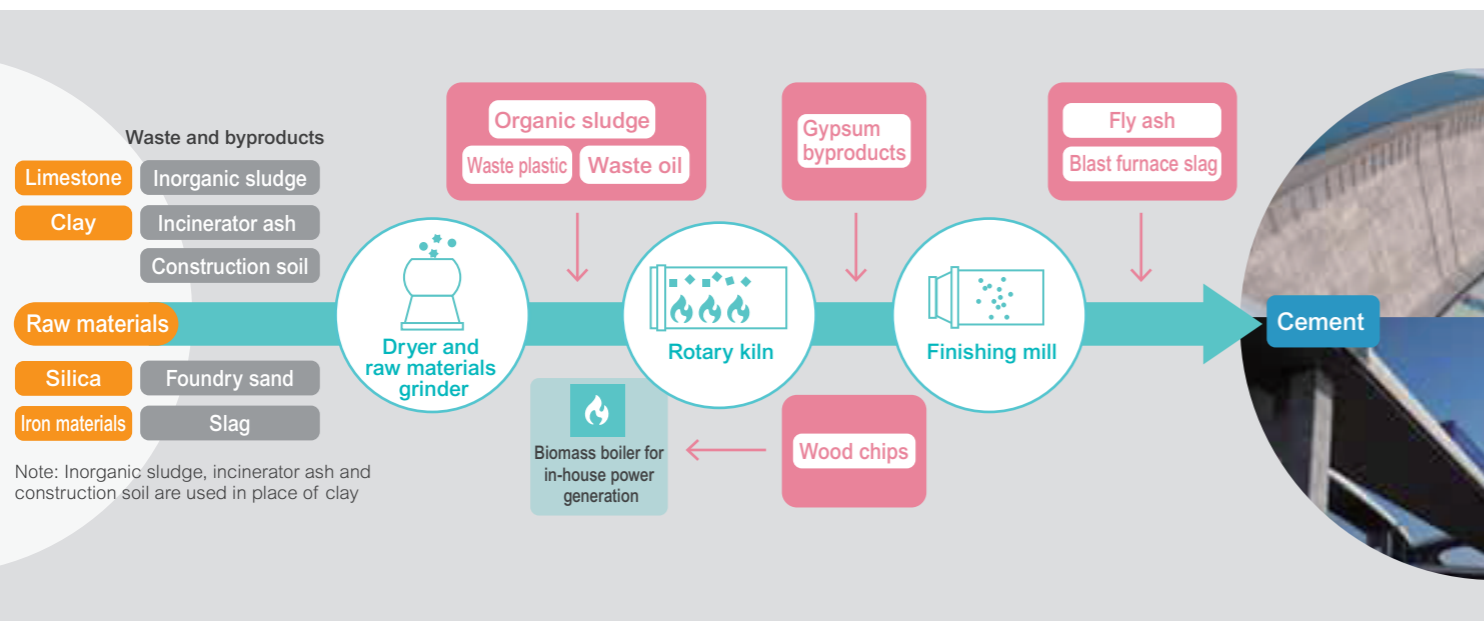 Waste and byproducts
Limestone
Inorganic sludge
Clay
Incinerator ash
Construction soil
Raw materials
Silica
Foundry sand
Iron materials
Slag
Note: Inorganic sludge, incinerator ash and
construction soil are used in place of clay
Dryer and
raw materials
grinder
Organic sludge
Waste plastic
Waste oil
Rotary kiln
Biomass boiler for
in-house power
generation
Wood chips
Gypsum
byproducts
Finishing mill
Fly ash
Blast furnace slag
Cement